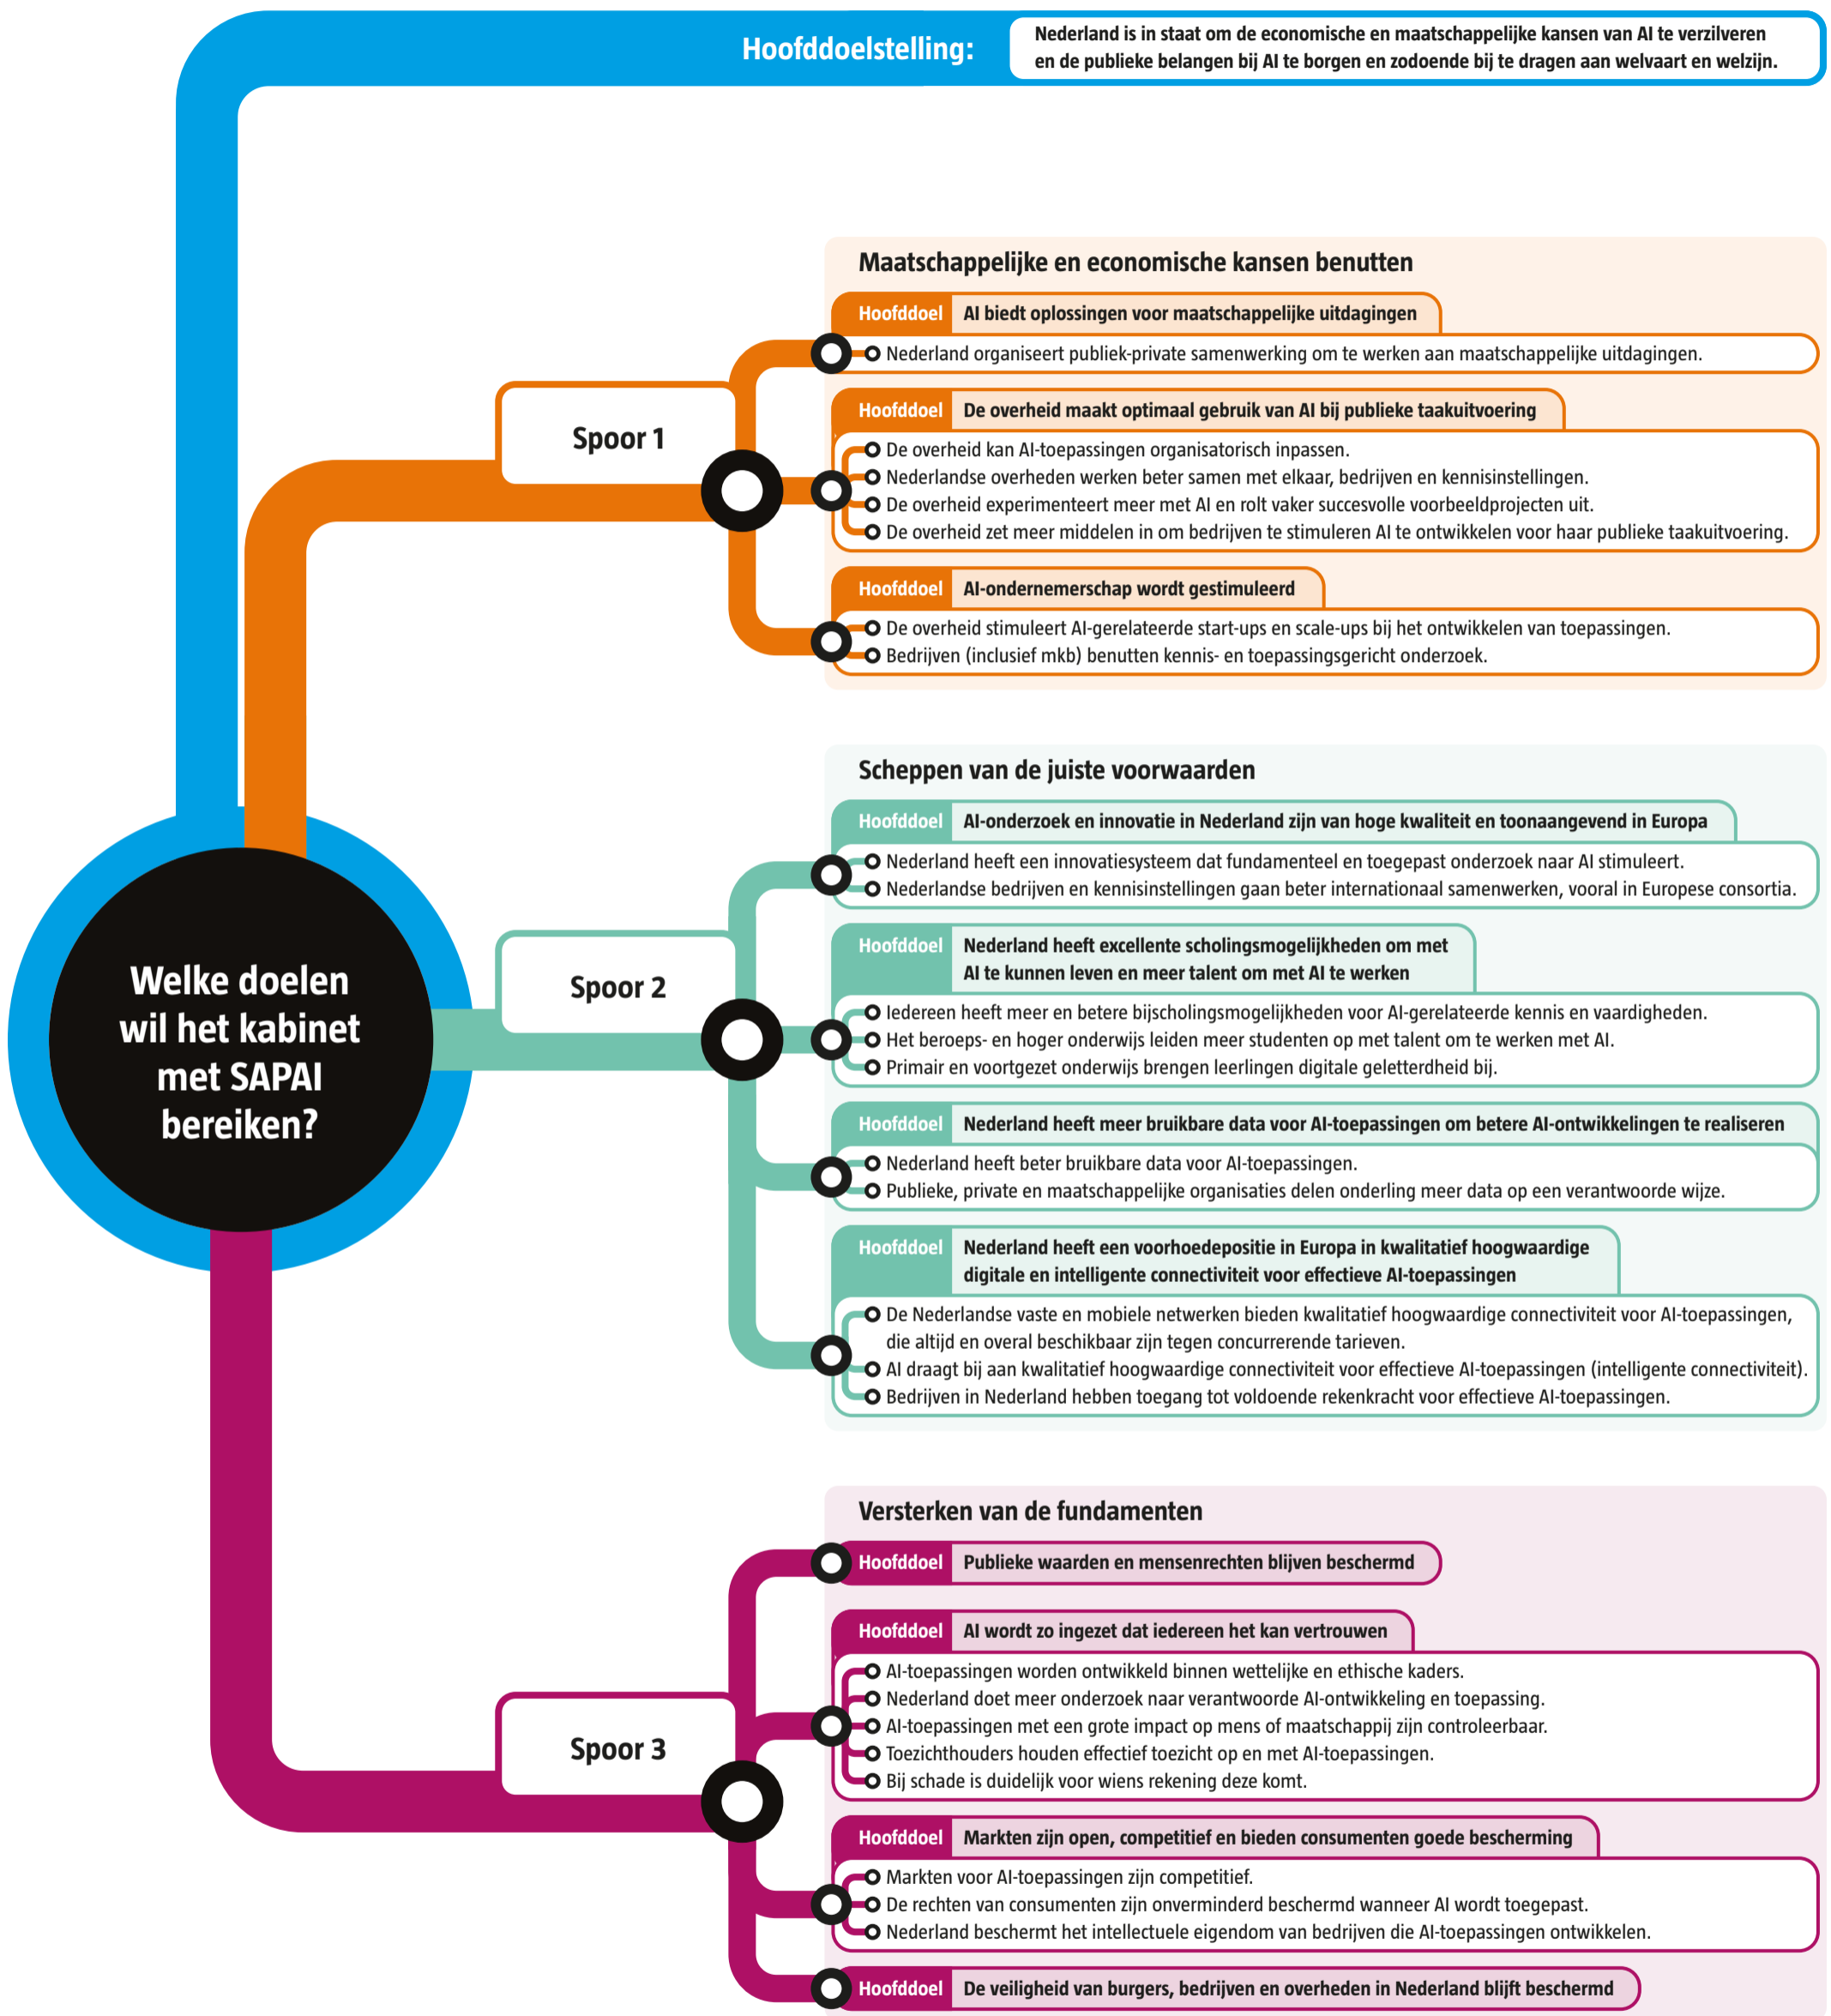 Hoofddoelstelling:
Nederland is in staat om de economische en maatschappelijke kansen van AI te verzilveren
en de publieke belangen bij AI te borgen en zodoende bij te dragen aan welvaart en welzijn.
Welke doelen
wil het kabinet
met SAPAI
bereiken?
Spoor 1
Maatschappelijke en economische kansen benutten
Hoofddoel AI biedt oplossingen voor maatschappelijke uitdagingen
Nederland organiseert publiek-private samenwerking om te werken aan maatschappelijke uitdagingen.
Hoofddoel De overheid maakt optimaal gebruik van AI bij publieke taakuitvoering
De overheid kan AI-toepassingen organisatorisch inpassen.
Nederlandse overheden werken beter samen met elkaar, bedrijven en kennisinstellingen.
De overheid experimenteert meer met AI en rolt vaker succesvolle voorbeeldprojecten uit.
De overheid zet meer middelen in om bedrijven te stimuleren AI te ontwikkelen voor haar publieke taakuitvoering.
Hoofddoel AI-ondernemerschap wordt gestimuleerd
De overheid stimuleert AI-gerelateerde start-ups en scale-ups bij het ontwikkelen van toepassingen.
Bedrijven (inclusief mkb) benutten kennis- en toepassingsgericht onderzoek.
Spoor 2
Scheppen van de juiste voorwaarden
Hoofddoel AI-onderzoek en innovatie in Nederland zijn van hoge kwaliteit en toonaangevend in Europa
Nederland heeft een innovatiesysteem dat fundamenteel en toegepast onderzoek naar AI stimuleert.
Nederlandse bedrijven en kennisinstellingen gaan beter internationaal samenwerken, vooral in Europese consortia.
Hoofddoel Nederland heeft excellente scholingsmogelijkheden om met
AI te kunnen leven en meer talent om met AI te werken
Iedereen heeft meer en betere bijscholingsmogelijkheden voor AI-gerelateerde kennis en vaardigheden.
Het beroeps- en hoger onderwijs leiden meer studenten op met talent om te werken met AI.
Primair en voortgezet onderwijs brengen leerlingen digitale geletterdheid bij.
Hoofddoel Nederland heeft meer bruikbare data voor AI-toepassingen om betere AI-ontwikkelingen te realiseren
Nederland heeft beter bruikbare data voor AI-toepassingen.
Publieke, private en maatschappelijke organisaties delen onderling meer data op een verantwoorde wijze.
Hoofddoel Nederland heeft een voorhoedepositie in Europa in kwalitatief hoogwaardige
digitale en intelligente connectiviteit voor effectieve AI-toepassingen
De Nederlandse vaste en mobiele netwerken bieden kwalitatief hoogwaardige connectiviteit voor AI-toepassingen,
die altijd en overal beschikbaar zijn tegen concurrerende tarieven.
AI draagt bij aan kwalitatief hoogwaardige connectiviteit voor effectieve AI-toepassingen (intelligente connectiviteit).
Bedrijven in Nederland hebben toegang tot voldoende rekenkracht voor effectieve AI-toepassingen.
Spoor 3
Versterken van de fundamenten
Hoofddoel Publieke waarden en mensenrechten blijven beschermd
Hoofddoel AI wordt zo ingezet dat iedereen het kan vertrouwen
AI-toepassingen worden ontwikkeld binnen wettelijke en ethische kaders.
Nederland doet meer onderzoek naar verantwoorde AI-ontwikkeling en toepassing.
AI-toepassingen met een grote impact op mens of maatschappij zijn controleerbaar.
Toezichthouders houden effectief toezicht op en met AI-toepassingen.
Bij schade is duidelijk voor wiens rekening deze komt.
Hoofddoel Markten zijn open, competitief en bieden consumenten goede bescherming
Markten voor AI-toepassingen zijn competitief.
De rechten van consumenten zijn onverminderd beschermd wanneer AI wordt toegepast.
Nederland beschermt het intellectuele eigendom van bedrijven die AI-toepassingen ontwikkelen.
Hoofddoel De veiligheid van burgers, bedrijven en overheden in Nederland blijft beschermd